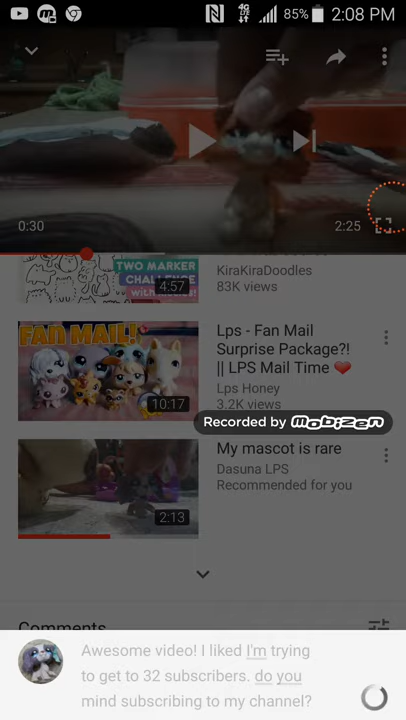 85% 2:08 PM
0:30 2:25
TWO MARKER
CHALLENGE
4:57
KiraKiraDoodles
83K views
FAN MAIL!
10:17
Lps - Fan Mail
Surprise Package?!
|| LPS Mail Time ❤
Lps Honey
3.2K views
Recorded by mobizen
2:13
My mascot is rare
Dasuna LPS
Recommended for you
Comments
Awesome video! I liked I'm trying
to get to 32 subscribers. do you
mind subscribing to my channel?